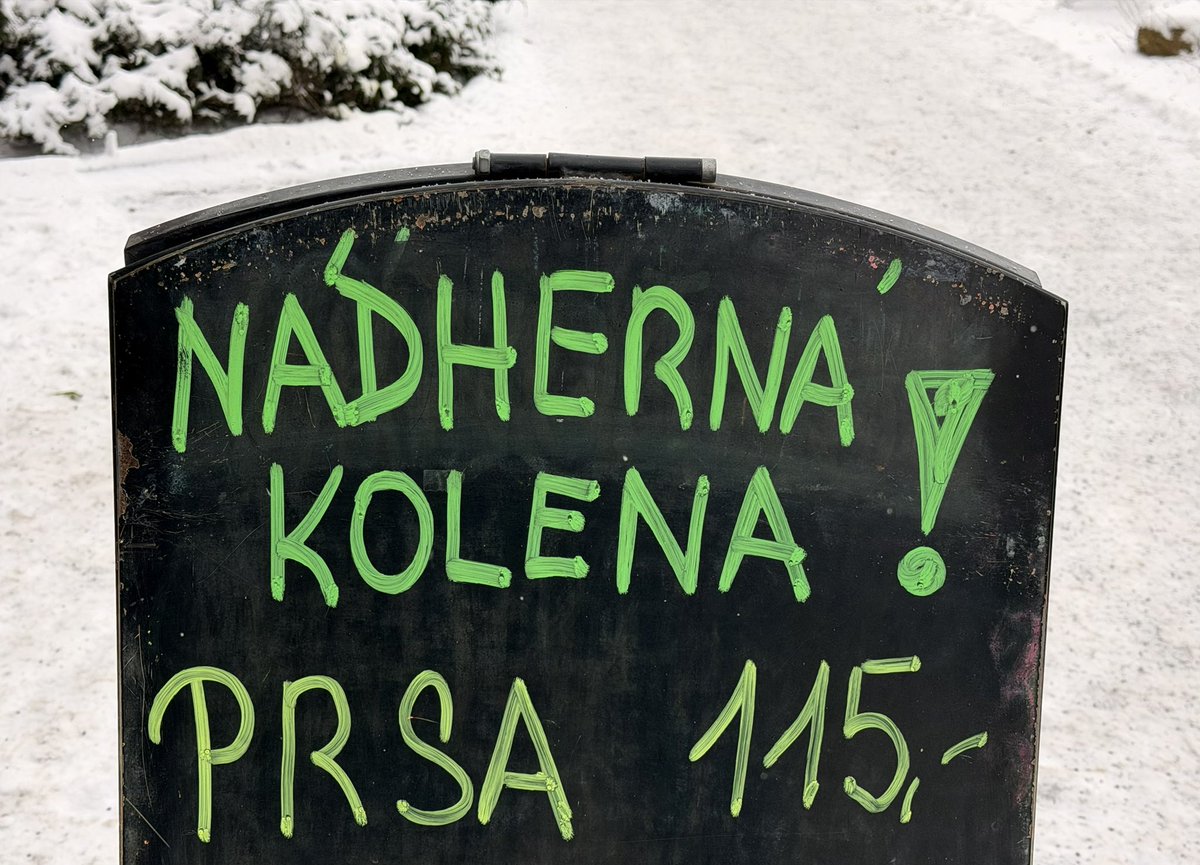 NÁDHERNÁ
KOLENA!
PRSA 115,-